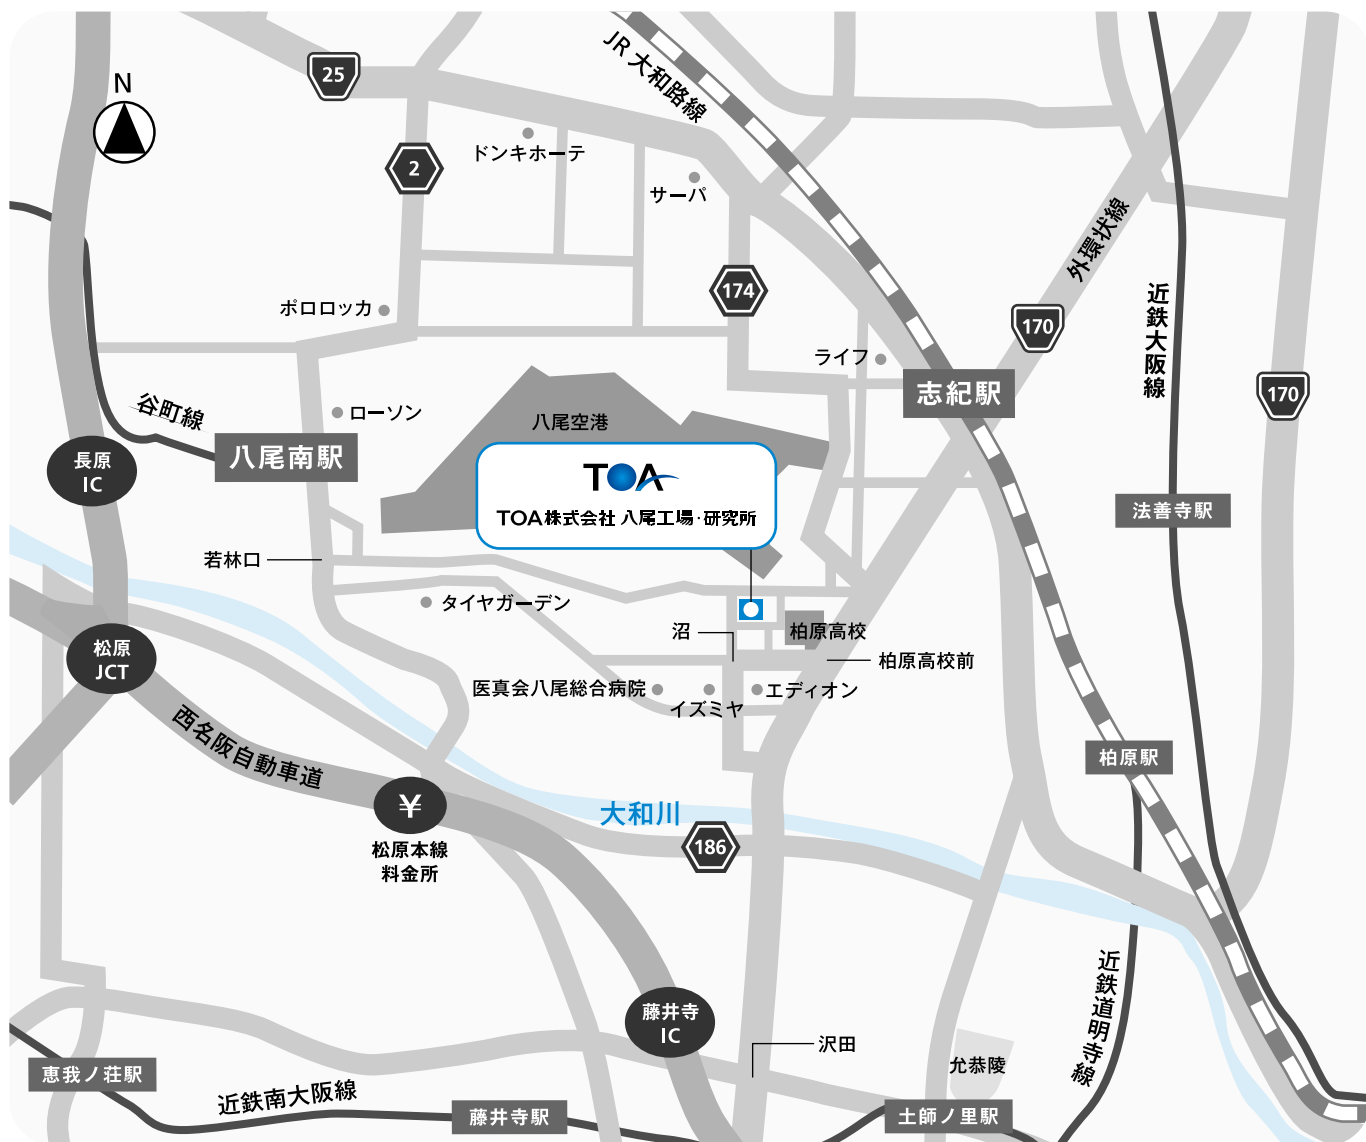 N
25
JR 大和路線
2
ドンキホーテ
サーパ
外環状線
174
ポロロッカ
170
近鉄大阪線
ライフ
志紀駅
170
谷町線
ローソン
八尾空港
八尾南駅
長原
IC
TOA
TOA株式会社 八尾工場・研究所
法善寺駅
若林口
タイヤガーデン
沼
柏原高校
松原
JCT
柏原高校前
医真会八尾総合病院
イズミヤ
エディオン
西名阪自動車道
柏原駅
¥
大和川
186
松原本線
料金所
近鉄道明寺線
藤井寺
IC
沢田
允恭陵
恵我ノ荘駅
近鉄南大阪線
藤井寺駅
土師ノ里駅